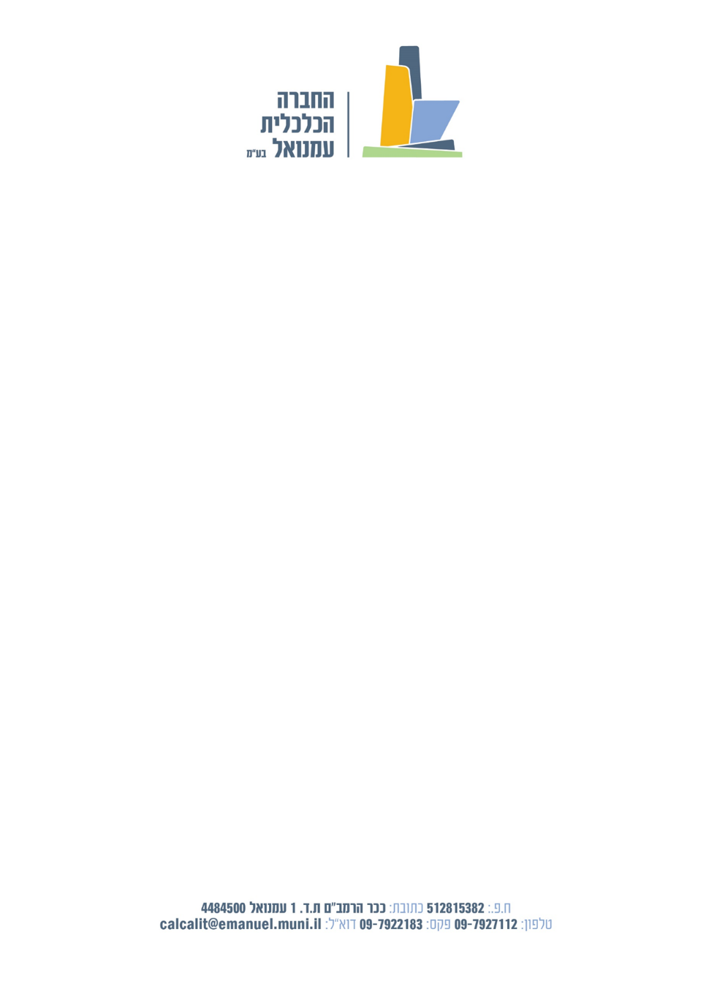 החברה
הכלכלית
עמנואל בע"מ
ח.פ.: 512815382 כתובת: ככר הרמב"ם ת.ד. 1 עמנואל 4484500
טלפון: 09-7927112 פקס: 09-7922183 דוא"ל: calcalit@emanuel.muni.il